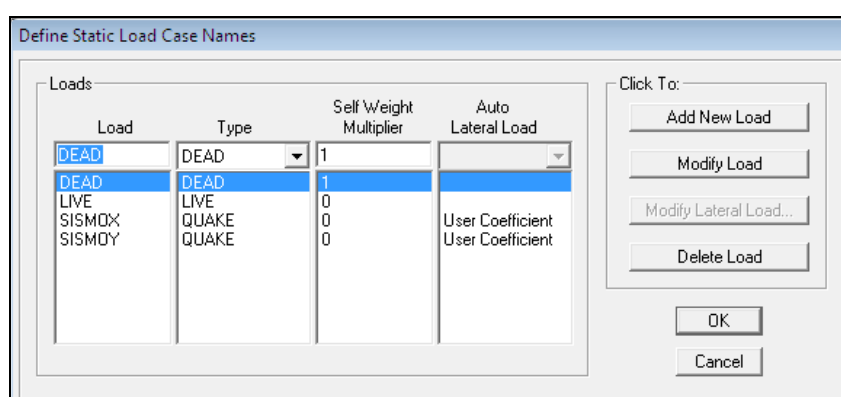 Define Static Load Case Names
Loads
Click To:
Load Type Self Weight Multiplier Auto Lateral Load
DEAD DEAD 1
DEAD DEAD 1
LIVE LIVE 0
SISMOX QUAKE 0 User Coefficient
SISMOY QUAKE 0 User Coefficient
Add New Load
Modify Load
Modify Lateral Load...
Delete Load
OK
Cancel